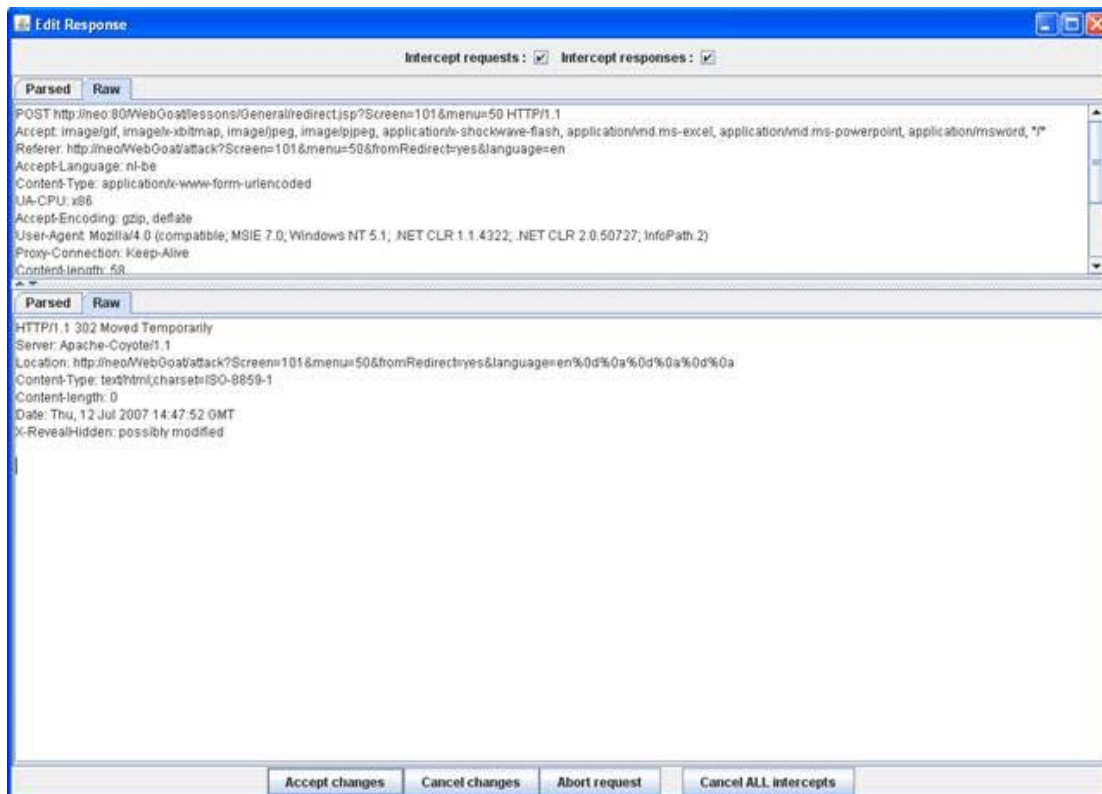 Edit Response
Intercept requests : Intercept responses :
Parsed Raw
POST http://neo:80/WebGoat/lessons/General/redirect.jsp?Screen=101&menu=50 HTTP/1.1
Accept: image/gif, image/x-xbitmap, image/jpeg, image/pjpeg, application/x-shockwave-flash, application/vnd.ms-excel, application/vnd.ms-powerpoint, application/msword, */*
Referer: http://neo/WebGoat/attack?Screen=101&menu=50&fromRedirect=yes&language=en
Accept-Language: nl-be
Content-Type: application/x-www-form-urlencoded
UA-CPU: x86
Accept-Encoding: gzip, deflate
User-Agent: Mozilla/4.0 (compatible; MSIE 7.0; Windows NT 5.1; .NET CLR 1.1.4322; .NET CLR 2.0.50727; InfoPath.2)
Proxy-Connection: Keep-Alive
Content-length: 58
Parsed Raw
HTTP/1.1 302 Moved Temporarily
Server: Apache-Coyote/1.1
Location: http://neo/WebGoat/attack?Screen=101&menu=50&fromRedirect=yes&language=en%0d%0a%0d%0a%0d%0a
Content-Type: text/html;charset=ISO-8859-1
Content-length: 0
Date: Thu, 12 Jul 2007 14:47:52 GMT
X-RevealHidden: possibly modified
Accept changes Cancel changes Abort request Cancel ALL intercepts